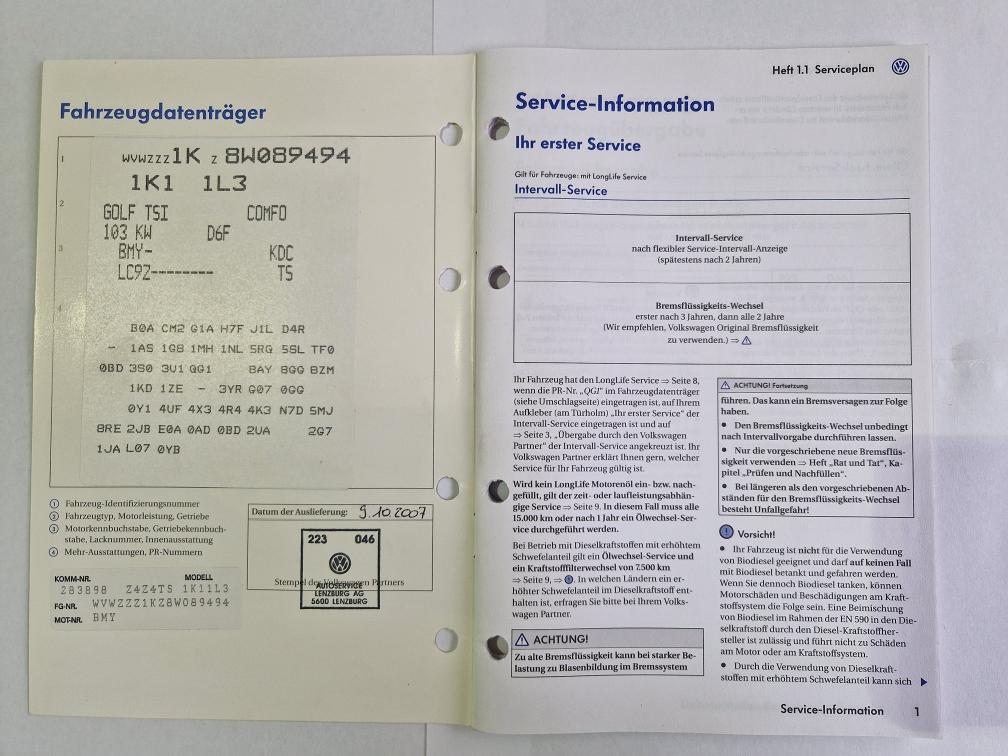 Fahrzeugdatenträger
1
WVWZZZ1K Z 8W089494
1K1 1L3
2
GOLF TSI COMFO
103 KW D6F
3
BMY- KDC
LC9Z-------- TS
4
B0A CM2 G1A H7F J1L D4R
- 1AS 1G8 1MH 1NL 5RG 5SL TF0
0BD 3S0 3U1 QG1 8AY 8GG BZM
1KD 1ZE - 3YR G07 0GG
0Y1 4UF 4X3 4R4 4K3 N7D 5MJ
8RE 2JB E0A 0AD 0BD 2UA 2G7
1JA L07 0YB
1 Fahrzeug-Identifizierungsnummer
2 Fahrzeugtyp, Motorleistung, Getriebe
3 Motorkennbuchstabe, Getriebekennbuch-
stabe, Lacknummer, Innenausstattung
4 Mehr-Ausstattungen, PR-Nummern
Datum der Auslieferung: 9.10.2007
223 046
Stempel des Volkswagen Partners
AUTOSERVICE
LENZBURG AG
5600 LENZBURG
KOMM-NR. MODELL
283898 Z4Z4TS 1K11L3
FG-NR. WVWZZZ1KZ8W089494
MOT-NR. BMY
Heft 1.1 Serviceplan
Service-Information
Ihr erster Service
Gilt für Fahrzeuge: mit LongLife Service
Intervall-Service
Intervall-Service
nach flexibler Service-Intervall-Anzeige
(spätestens nach 2 Jahren)
Bremsflüssigkeits-Wechsel
erster nach 3 Jahren, dann alle 2 Jahre
(Wir empfehlen, Volkswagen Original Bremsflüssigkeit
zu verwenden.) ⇒ ⚠
Ihr Fahrzeug hat den LongLife Service ⇒ Seite 8,
wenn die PR-Nr. „QG1" im Fahrzeugdatenträger
(siehe Umschlagseite) eingetragen ist, auf Ihrem
Aufkleber (am Türholm) „Ihr erster Service" der
Intervall-Service eingetragen ist und auf
⇒ Seite 3, „Übergabe durch den Volkswagen
Partner" der Intervall-Service angekreuzt ist. Ihr
Volkswagen Partner erklärt Ihnen gern, welcher
Service für Ihr Fahrzeug gültig ist.
Wird kein LongLife Motorenöl ein- bzw. nach-
gefüllt, gilt der zeit- oder laufleistungsabhän-
gige Service ⇒ Seite 9. In diesem Fall muss alle
15.000 km oder nach 1 Jahr ein Ölwechsel-Ser-
vice durchgeführt werden.
Bei Betrieb mit Dieselkraftstoffen mit erhöhtem
Schwefelanteil gilt ein Ölwechsel-Service und
ein Kraftstofffilterwechsel von 7.500 km
⇒ Seite 9, ⇒ !. In welchen Ländern ein er-
höhter Schwefelanteil im Dieselkraftstoff ent-
halten ist, erfragen Sie bitte bei Ihrem Volks-
wagen Partner.
⚠ ACHTUNG!
Zu alte Bremsflüssigkeit kann bei starker Be-
lastung zu Blasenbildung im Bremssystem
⚠ ACHTUNG! Fortsetzung
führen. Das kann ein Bremsversagen zur Folge
haben.
• Den Bremsflüssigkeits-Wechsel unbedingt
nach Intervallvorgabe durchführen lassen.
• Nur die vorgeschriebene neue Bremsflüs-
sigkeit verwenden ⇒ Heft „Rat und Tat", Ka-
pitel „Prüfen und Nachfüllen".
• Bei längeren als den vorgeschriebenen Ab-
ständen für den Bremsflüssigkeits-Wechsel
besteht Unfallgefahr!
! Vorsicht!
• Ihr Fahrzeug ist nicht für die Verwendung
von Biodiesel geeignet und darf auf keinen Fall
mit Biodiesel betankt und gefahren werden.
Wenn Sie dennoch Biodiesel tanken, können
Motorschäden und Beschädigungen am Kraft-
stoffsystem die Folge sein. Eine Beimischung
von Biodiesel im Rahmen der EN 590 in den Die-
selkraftstoff durch den Dieselkraftstoffher-
steller ist zulässig und führt nicht zu Schäden
am Motor oder am Kraftstoffsystem.
• Durch die Verwendung von Dieselkraft-
stoffen mit erhöhtem Schwefelanteil kann sich ▶
Service-Information 1